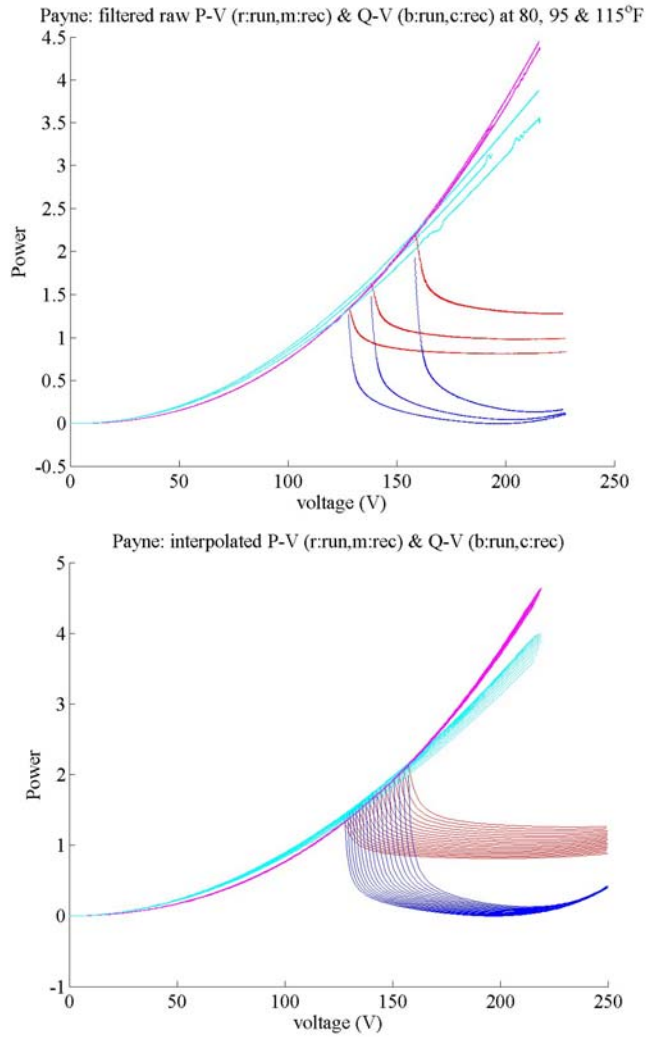 Payne: filtered raw P-V (r:run,m:rec) & Q-V (b:run,c:rec) at 80, 95 & 115°F
4.5
4
3.5
3
2.5
2
1.5
1
0.5
0
-0.5
Power
0 50 100 150 200 250
voltage (V)
Payne: interpolated P-V (r:run,m:rec) & Q-V (b:run,c:rec)
5
4
3
2
1
0
-1
Power
0 50 100 150 200 250
voltage (V)